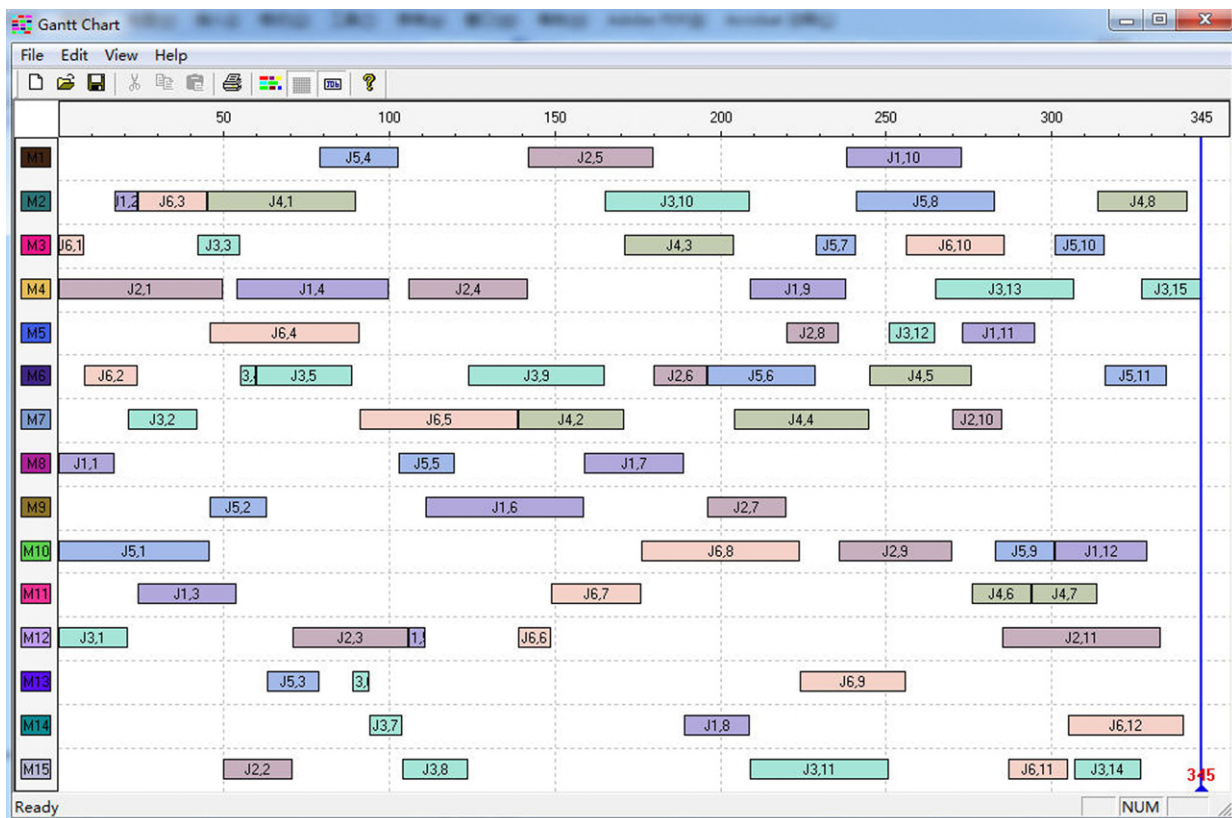 Gantt Chart
File Edit View Help
50 100 150 200 250 300 345
M1 J5,4 J2,5 J1,10
M2 J1,2 J6,3 J4,1 J3,10 J5,8 J4,8
M3 J6,1 J3,3 J4,3 J5,7 J6,10 J5,10
M4 J2,1 J1,4 J2,4 J1,9 J3,13 J3,15
M5 J6,4 J2,8 J3,12 J1,11
M6 J6,2 3, J3,5 J3,9 J2,6 J5,6 J4,5 J5,11
M7 J3,2 J6,5 J4,2 J4,4 J2,10
M8 J1,1 J5,5 J1,7
M9 J5,2 J1,6 J2,7
M10 J5,1 J6,8 J2,9 J5,9 J1,12
M11 J1,3 J6,7 J4,6 J4,7
M12 J3,1 J2,3 1, J6,6 J2,11
M13 J5,3 3, J6,9
M14 J3,7 J1,8 J6,12
M15 J2,2 J3,8 J3,11 J6,11 J3,14 345
Ready NUM